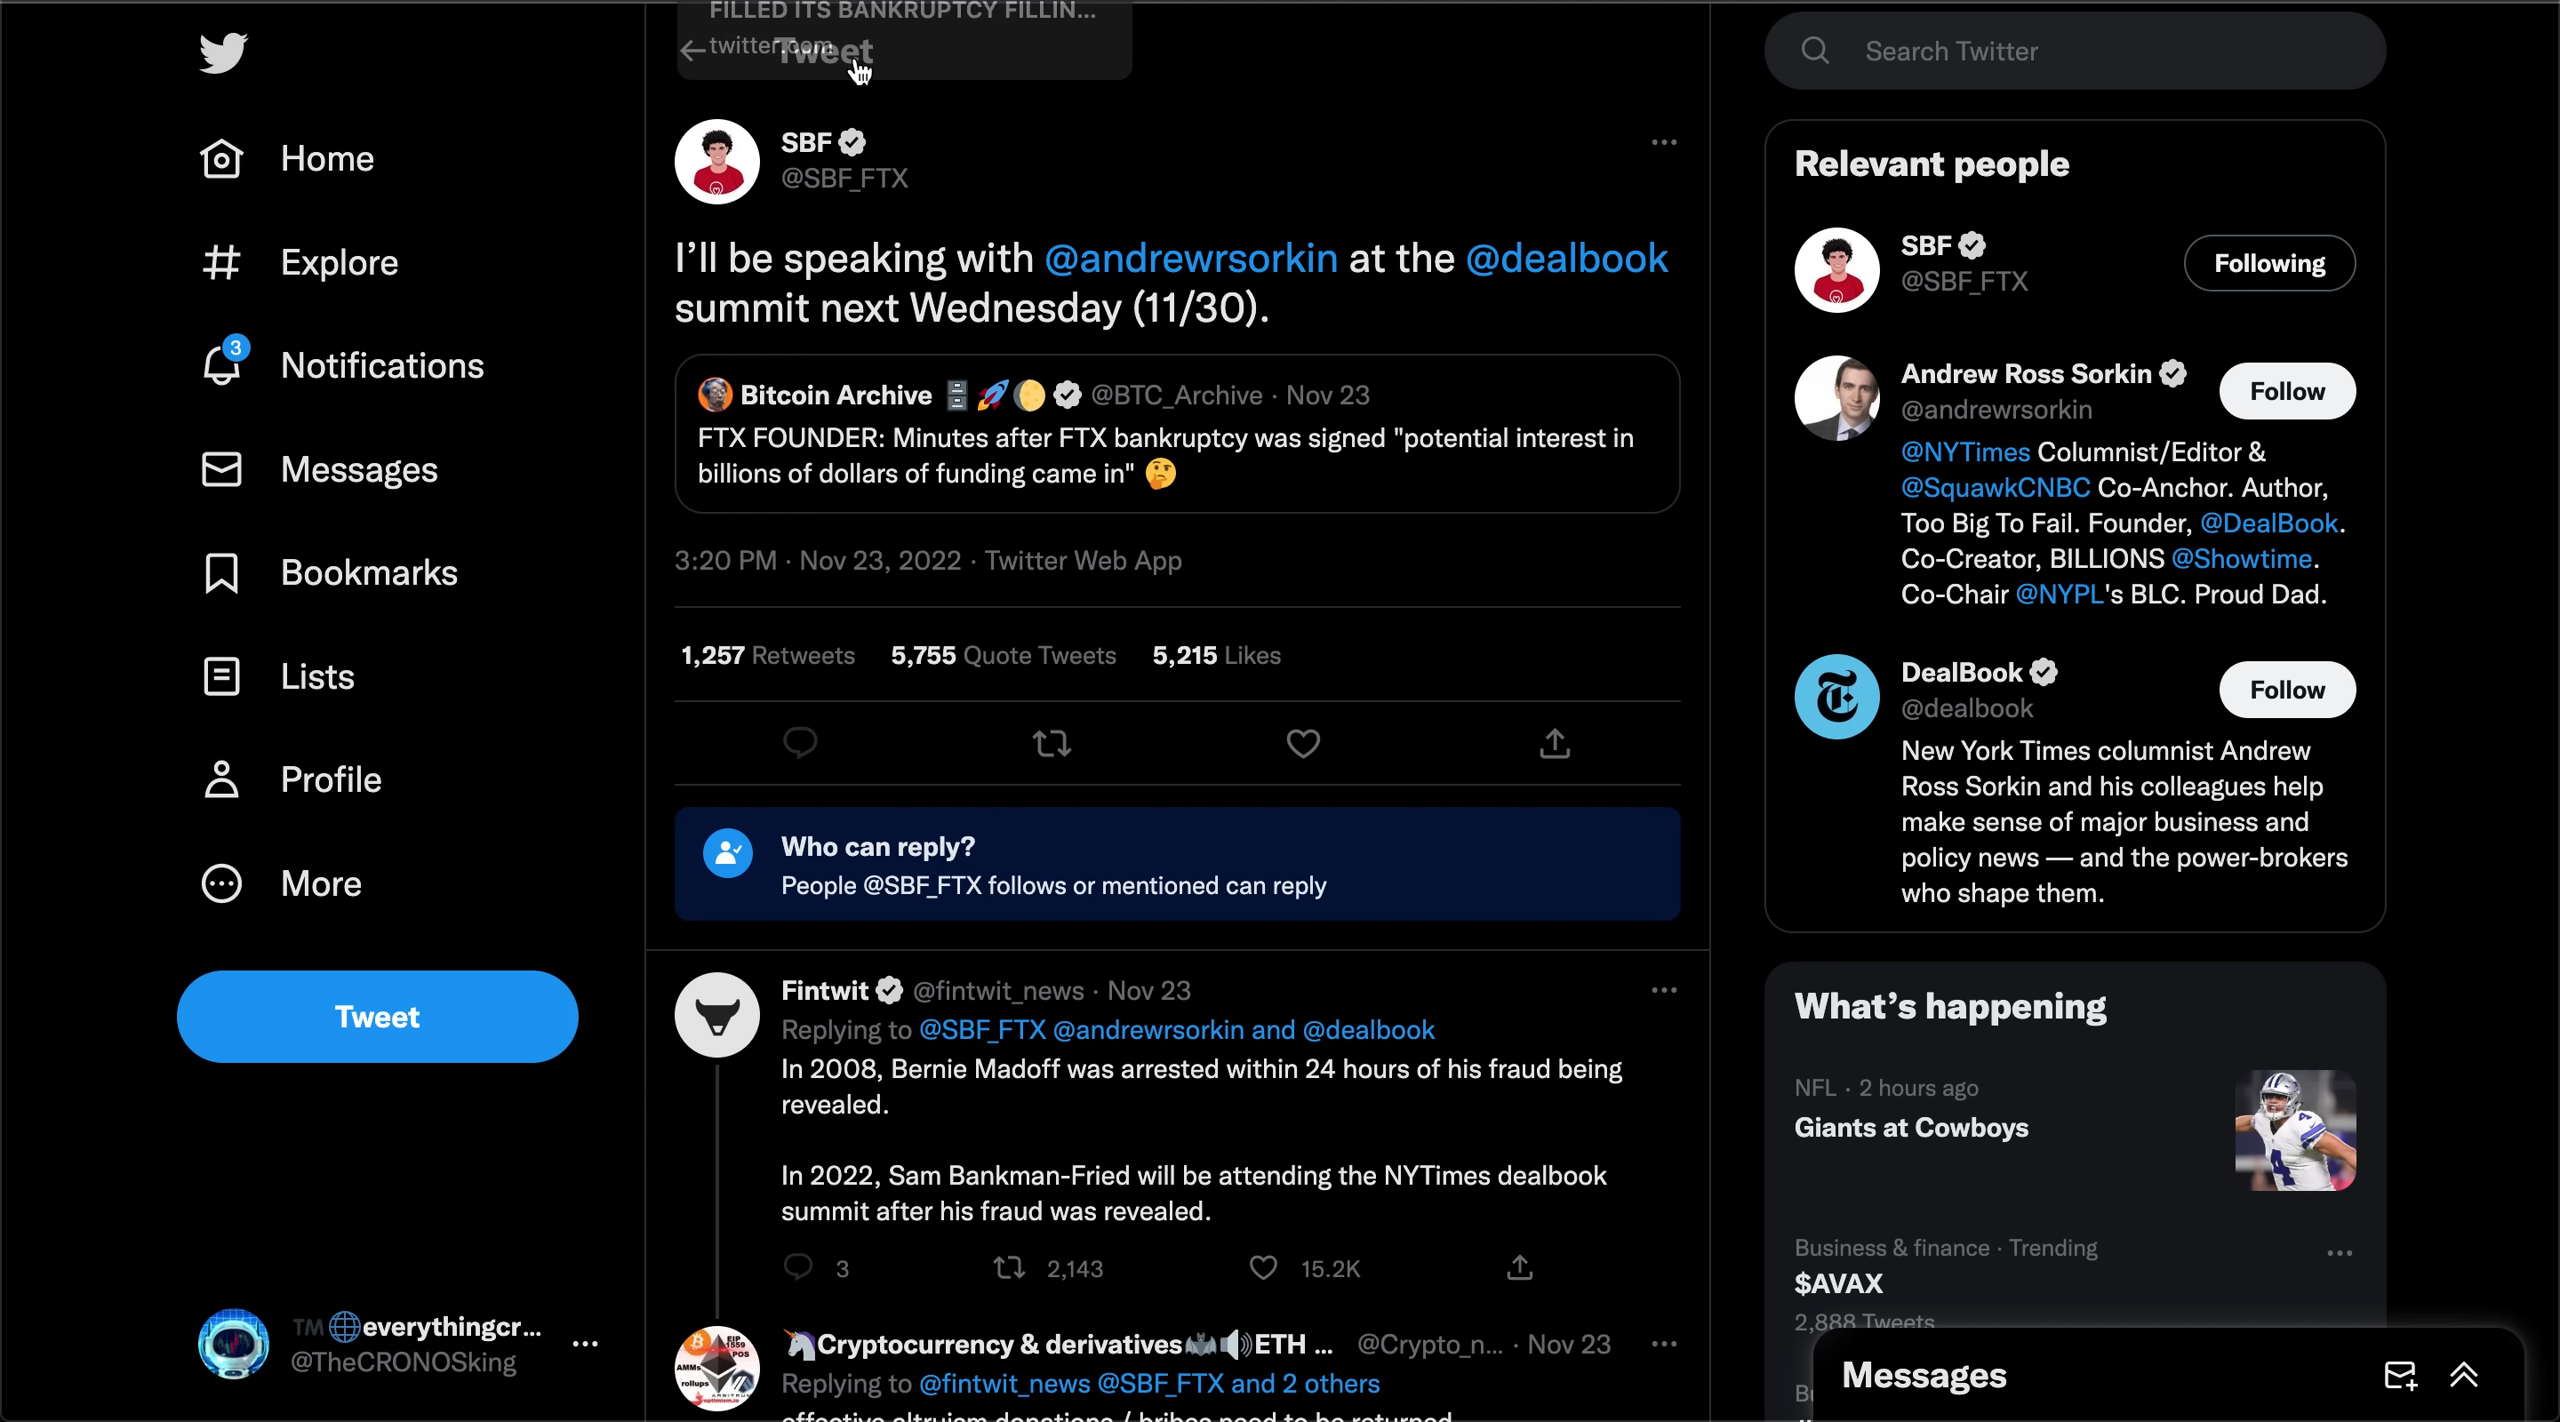 FILLED ITS BANKRUPTCY FILLIN...
twitter.com
Tweet
Home
Explore
3
Notifications
Messages
Bookmarks
Lists
Profile
More
Tweet
TM🌐everythingcr...
@TheCRONOSking
SBF
@SBF_FTX
I’ll be speaking with @andrewrsorkin at the @dealbook
summit next Wednesday (11/30).
Bitcoin Archive 🗄️🚀🌔 @BTC_Archive · Nov 23
FTX FOUNDER: Minutes after FTX bankruptcy was signed "potential interest in
billions of dollars of funding came in" 🤔
3:20 PM · Nov 23, 2022 · Twitter Web App
1,257 Retweets 5,755 Quote Tweets 5,215 Likes
Who can reply?
People @SBF_FTX follows or mentioned can reply
Fintwit @fintwit_news · Nov 23
Replying to @SBF_FTX @andrewrsorkin and @dealbook
In 2008, Bernie Madoff was arrested within 24 hours of his fraud being
revealed.
In 2022, Sam Bankman-Fried will be attending the NYTimes dealbook
summit after his fraud was revealed.
3 2,143 15.2K
🦄Cryptocurrency & derivatives🦇🔊ETH ... @Crypto_n... · Nov 23
Replying to @fintwit_news @SBF_FTX and 2 others
effective altruism donations / bribes need to be returned
EIP
1559
POS
AMMs
rollups
ARBITRUM
optimism.io
Search Twitter
Relevant people
SBF
@SBF_FTX
Following
Andrew Ross Sorkin
@andrewrsorkin
Follow
@NYTimes Columnist/Editor &
@SquawkCNBC Co-Anchor. Author,
Too Big To Fail. Founder, @DealBook.
Co-Creator, BILLIONS @Showtime.
Co-Chair @NYPL's BLC. Proud Dad.
DealBook
@dealbook
Follow
New York Times columnist Andrew
Ross Sorkin and his colleagues help
make sense of major business and
policy news — and the power-brokers
who shape them.
What’s happening
NFL · 2 hours ago
Giants at Cowboys
4
Business & finance · Trending
$AVAX
2,888 Tweets
Messages